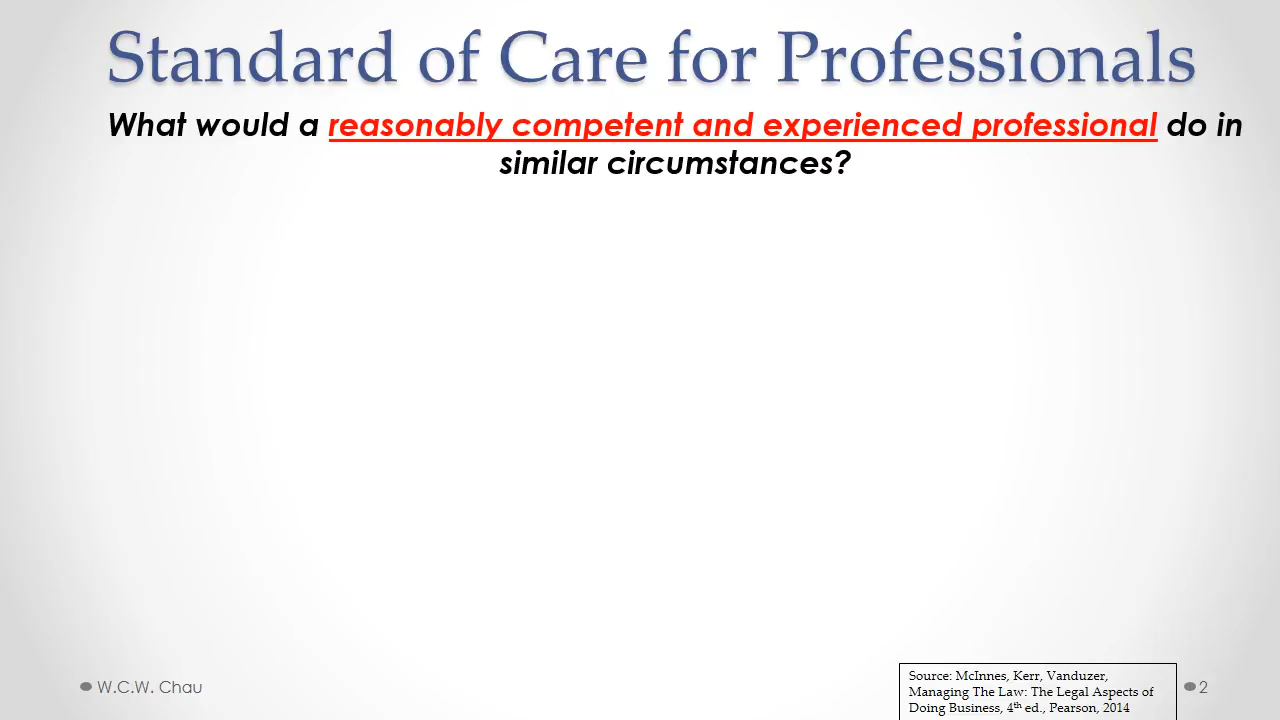 Standard of Care for Professionals
What would a reasonably competent and experienced professional do in
similar circumstances?
W.C.W. Chau
Source: McInnes, Kerr, Vanduzer,
Managing The Law: The Legal Aspects of
Doing Business, 4th ed., Pearson, 2014
2